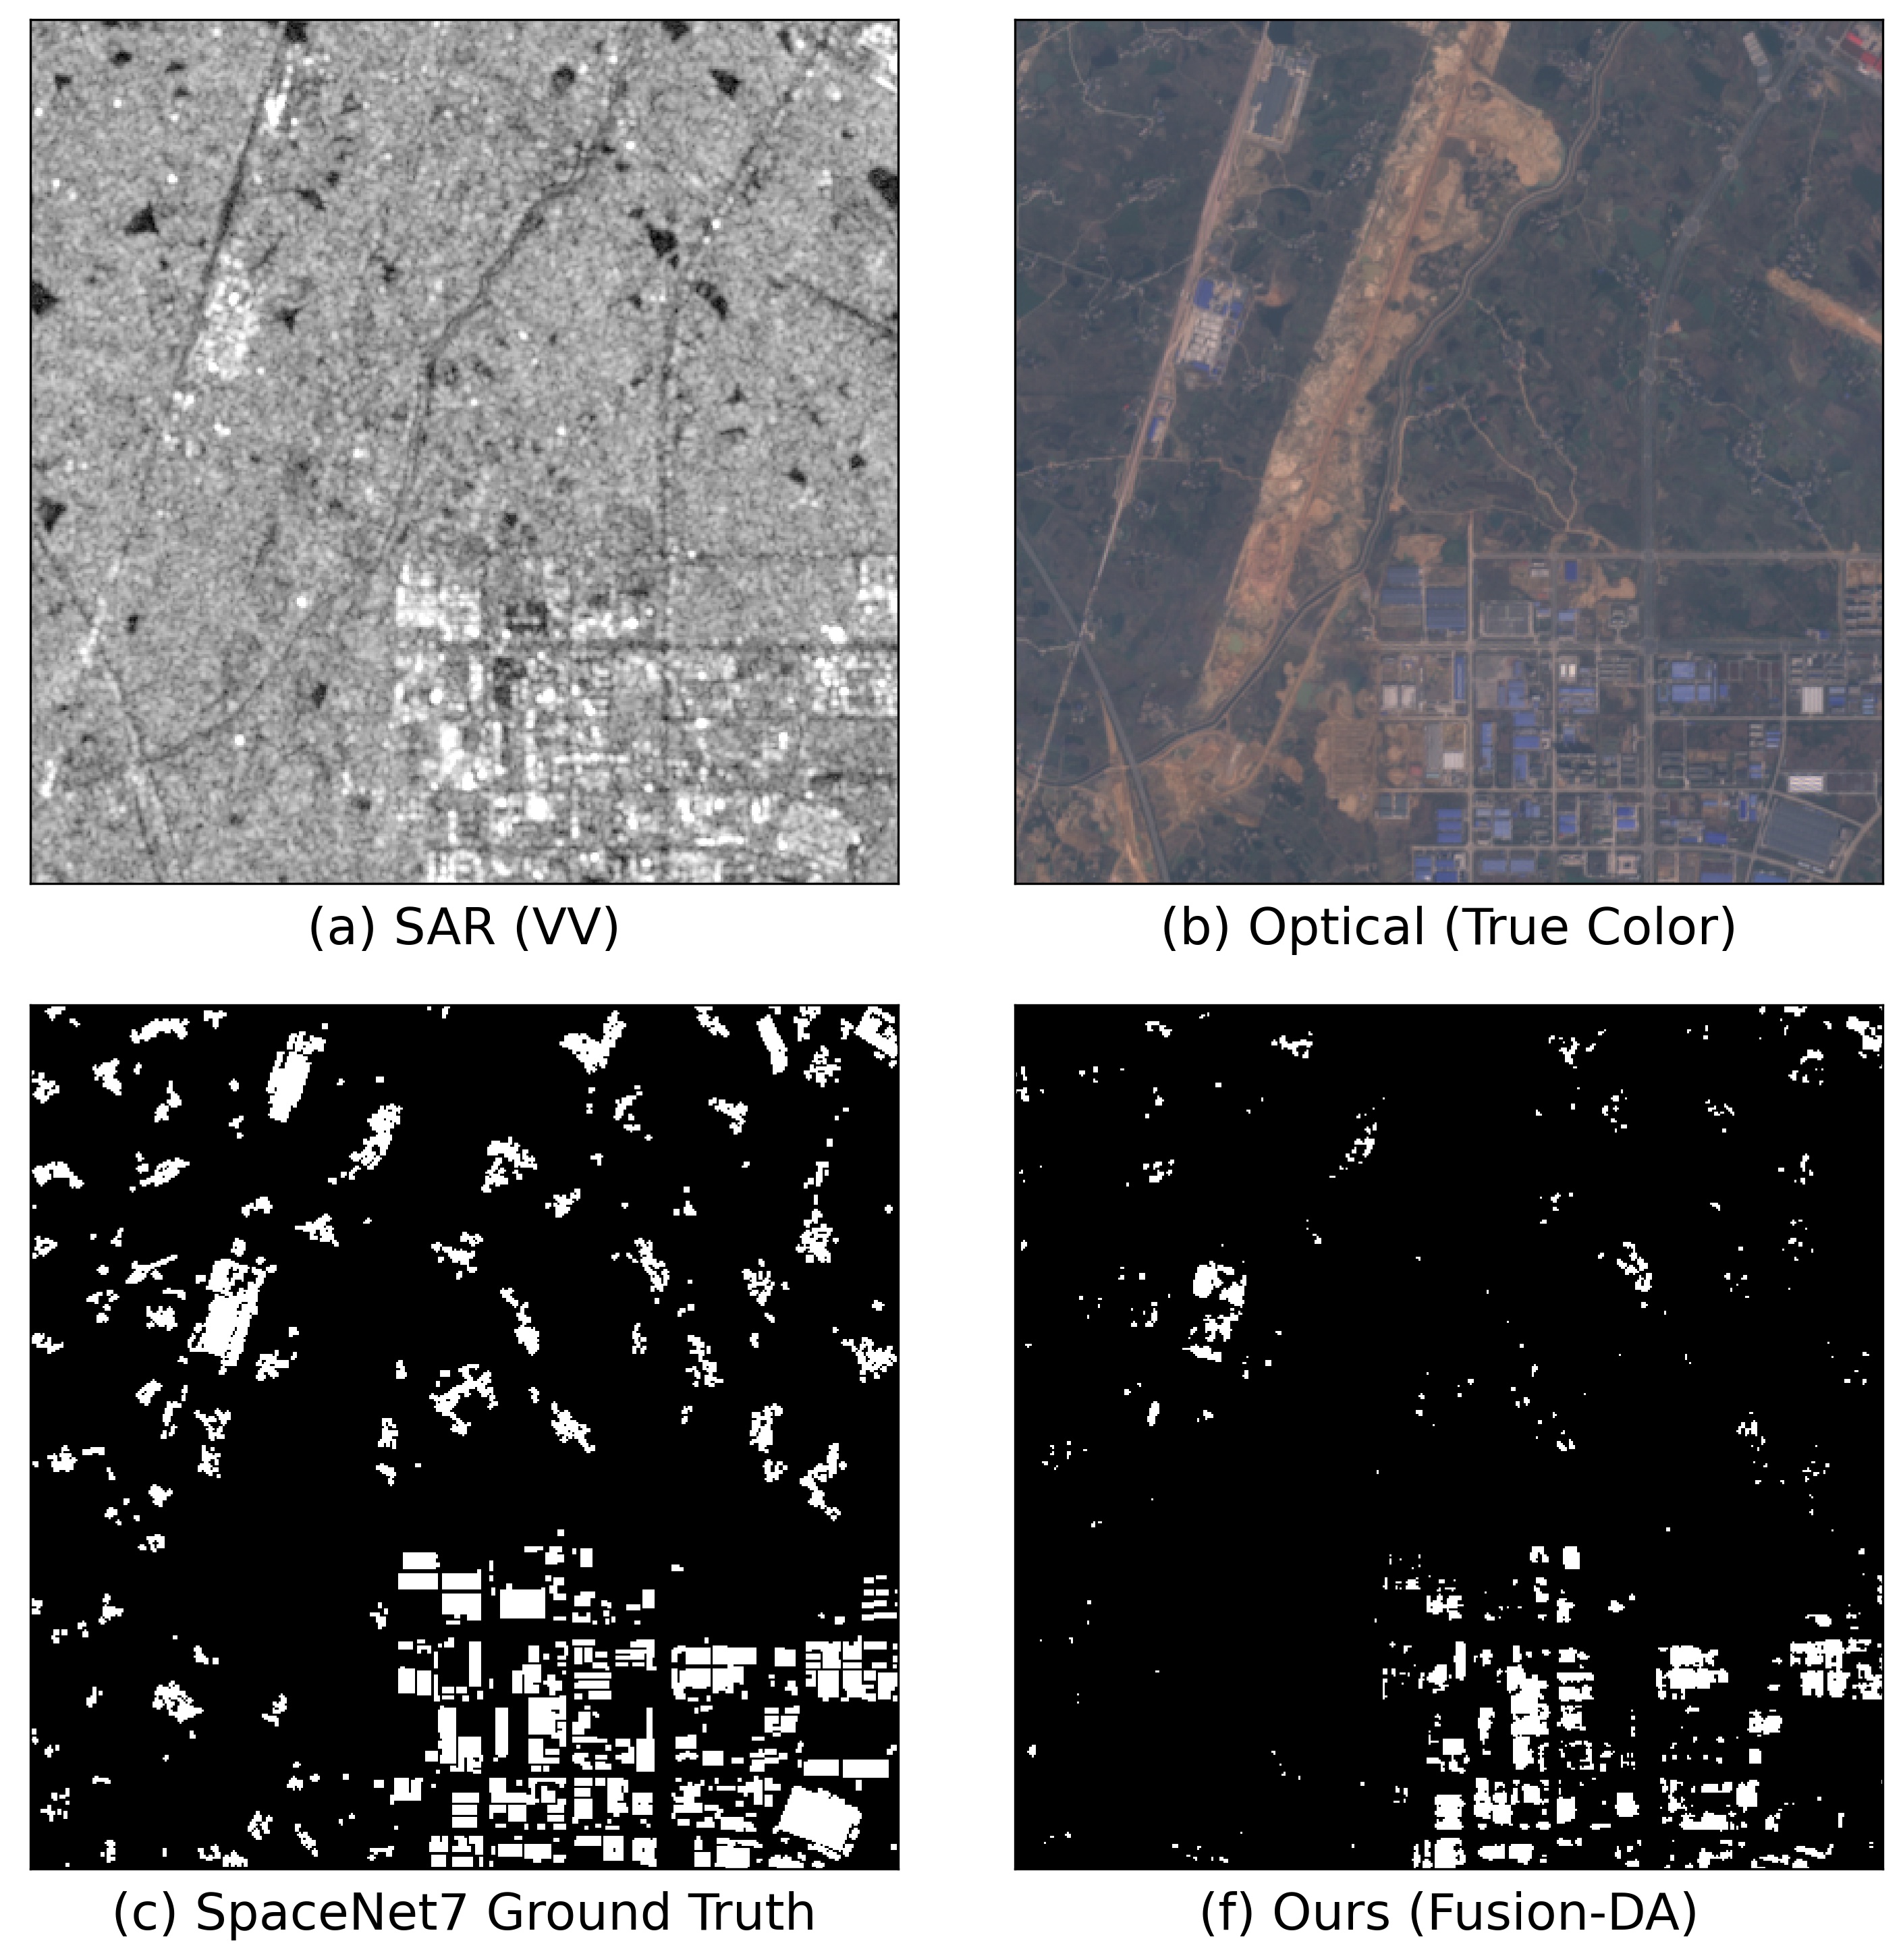 (a) SAR (VV)
(b) Optical (True Color)
(c) SpaceNet7 Ground Truth
(f) Ours (Fusion-DA)